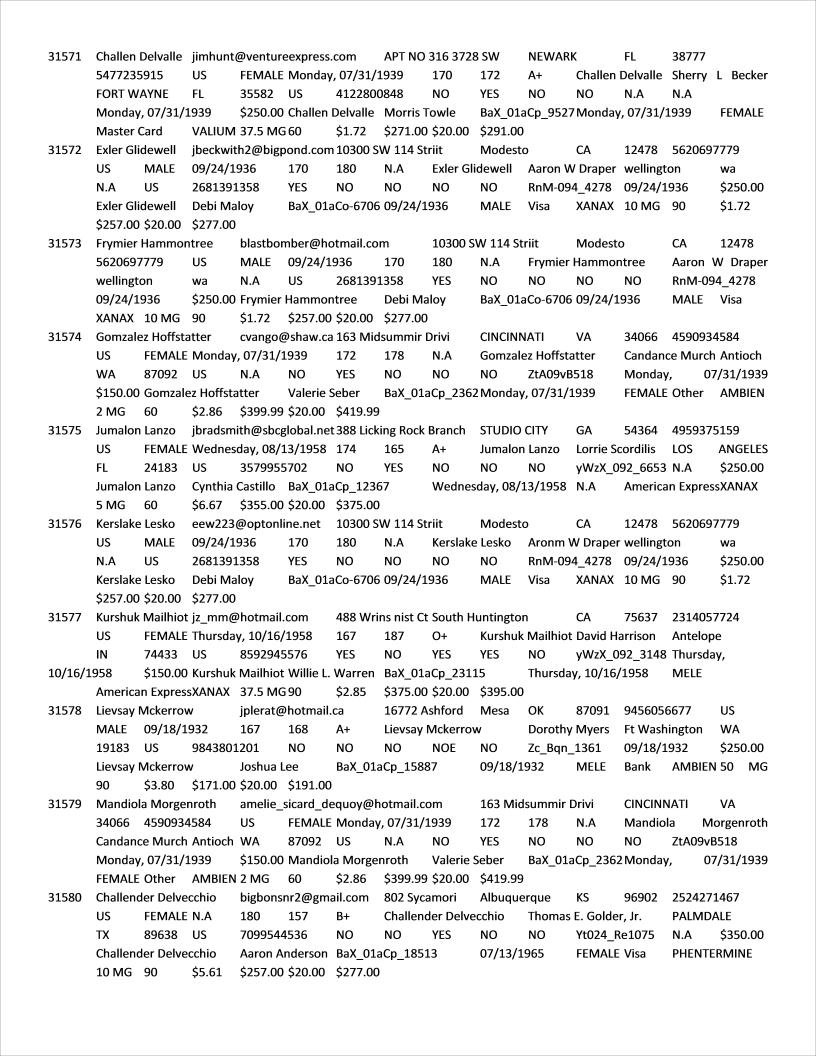 31571 Challen Delvalle jimhunt@ventureexpress.com APT NO 316 3728 SW NEWARK FL 38777
5477235915 US FEMALE Monday, 07/31/1939 170 172 A+ Challen Delvalle Sherry L Becker
FORT WAYNE FL 35582 US 4122800848 NO YES NO NO N.A N.A
Monday, 07/31/1939 $250.00 Challen Delvalle Morris Towle BaX_01aCp_9527 Monday, 07/31/1939 FEMALE
Master Card VALIUM 37.5 MG 60 $1.72 $271.00 $20.00 $291.00
31572 Exler Glidewell jbeckwith2@bigpond.com 10300 SW 114 Striit Modesto CA 12478 5620697779
US MALE 09/24/1936 170 180 N.A Exler Glidewell Aaron W Draper wellington wa
N.A US 2681391358 YES NO NO NO RnM-094_4278 09/24/1936 $250.00
Exler Glidewell Debi Maloy BaX_01aCo-6706 09/24/1936 MALE Visa XANAX 10 MG 90 $1.72
$257.00 $20.00 $277.00
31573 Frymier Hammontree blastbomber@hotmail.com 10300 SW 114 Striit Modesto CA 12478
5620697779 US MALE 09/24/1936 170 180 N.A Frymier Hammontree Aaron W Draper
wellington wa N.A US 2681391358 YES NO NO NO RnM-094_4278
09/24/1936 $250.00 Frymier Hammontree Debi Maloy BaX_01aCo-6706 09/24/1936 MALE Visa
XANAX 10 MG 90 $1.72 $257.00 $20.00 $277.00
31574 Gomzalez Hoffstatter cvango@shaw.ca 163 Midsummir Drivi CINCINNATI VA 34066 4590934584
US FEMALE Monday, 07/31/1939 172 178 N.A Gomzalez Hoffstatter Candance Murch Antioch
WA 87092 US N.A NO YES NO NO NO ZtA09vB518 Monday, 07/31/1939
$150.00 Gomzalez Hoffstatter Valerie Seber BaX_01aCp_2362 Monday, 07/31/1939 FEMALE Other AMBIEN
2 MG 60 $2.86 $399.99 $20.00 $419.99
31575 Jumalon Lanzo jbradsmith@sbcglobal.net 388 Licking Rock Branch STUDIO CITY GA 54364 4959375159
US FEMALE Wednesday, 08/13/1958 174 165 A+ Jumalon Lanzo Lorrie Scordilis LOS ANGELES
FL 24183 US 3579955702 NO YES NO NO NO yWzX_092_6653 N.A $250.00
Jumalon Lanzo Cynthia Castillo BaX_01aCp_12367 Wednesday, 08/13/1958 N.A American Express XANAX
5 MG 60 $6.67 $355.00 $20.00 $375.00
31576 Kerslake Lesko eew223@optonline.net 10300 SW 114 Striit Modesto CA 12478 5620697779
US MALE 09/24/1936 170 180 N.A Kerslake Lesko Aronm W Draper wellington wa
N.A US 2681391358 YES NO NO NO NO RnM-094_4278 09/24/1936 $250.00
Kerslake Lesko Debi Maloy BaX_01aCo-6706 09/24/1936 MALE Visa XANAX 10 MG 90 $1.72
$257.00 $20.00 $277.00
31577 Kurshuk Mailhiot jz_mm@hotmail.com 488 Wrins nist Ct South Huntington CA 75637 2314057724
US FEMALE Thursday, 10/16/1958 167 187 O+ Kurshuk Mailhiot David Harrison Antelope
IN 74433 US 8592945576 YES NO YES YES NO yWzX_092_3148 Thursday,
10/16/1958 $150.00 Kurshuk Mailhiot Willie L. Warren BaX_01aCp_23115 Thursday, 10/16/1958 MELE
American Express XANAX 37.5 MG 90 $2.85 $375.00 $20.00 $395.00
31578 Lievsay Mckerrow jplerat@hotmail.ca 16772 Ashford Mesa OK 87091 9456056677 US
MALE 09/18/1932 167 168 A+ Lievsay Mckerrow Dorothy Myers Ft Washington WA
19183 US 9843801201 NO NO NO NOE NO Zc_Bqn_1361 09/18/1932 $250.00
Lievsay Mckerrow Joshua Lee BaX_01aCp_15887 09/18/1932 MELE Bank AMBIEN 50 MG
90 $3.80 $171.00 $20.00 $191.00
31579 Mandiola Morgenroth amelie_sicard_dequoy@hotmail.com 163 Midsummir Drivi CINCINNATI VA
34066 4590934584 US FEMALE Monday, 07/31/1939 172 178 N.A Mandiola Morgenroth
Candance Murch Antioch WA 87092 US N.A NO YES NO NO NO ZtA09vB518
Monday, 07/31/1939 $150.00 Mandiola Morgenroth Valerie Seber BaX_01aCp_2362 Monday, 07/31/1939
FEMALE Other AMBIEN 2 MG 60 $2.86 $399.99 $20.00 $419.99
31580 Challender Delvecchio bigbonsnr2@gmail.com 802 Sycamori Albuquerque KS 96902 2524271467
US FEMALE N.A 180 157 B+ Challender Delvecchio Thomas E. Golder, Jr. PALMDALE
TX 89638 US 7099544536 NO NO YES NO NO Yt024_Re1075 N.A $350.00
Challender Delvecchio Aaron Anderson BaX_01aCp_18513 07/13/1965 FEMALE Visa PHENTERMINE
10 MG 90 $5.61 $257.00 $20.00 $277.00